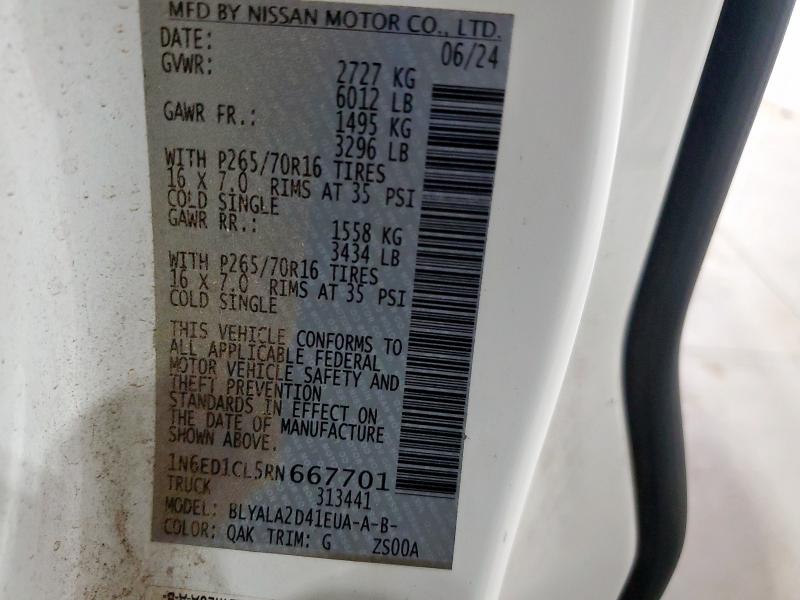 MFD BY NISSAN MOTOR CO., LTD.
DATE: 06/24
GVWR: 2727 KG
6012 LB
GAWR FR.: 1495 KG
3296 LB
WITH P265/70R16 TIRES
16 X 7.0 RIMS AT 35 PSI
COLD SINGLE
GAWR RR.: 1558 KG
3434 LB
WITH P265/70R16 TIRES
16 X 7.0 RIMS AT 35 PSI
COLD SINGLE
THIS VEHICLE CONFORMS TO
ALL APPLICABLE FEDERAL
MOTOR VEHICLE SAFETY AND
THEFT PREVENTION
STANDARDS IN EFFECT ON
THE DATE OF MANUFACTURE
SHOWN ABOVE.
1N6ED1CL5RN667701
TRUCK 313441
MODEL: BLYALA2D41EUA-A-B-
COLOR: QAK TRIM: G ZS00A